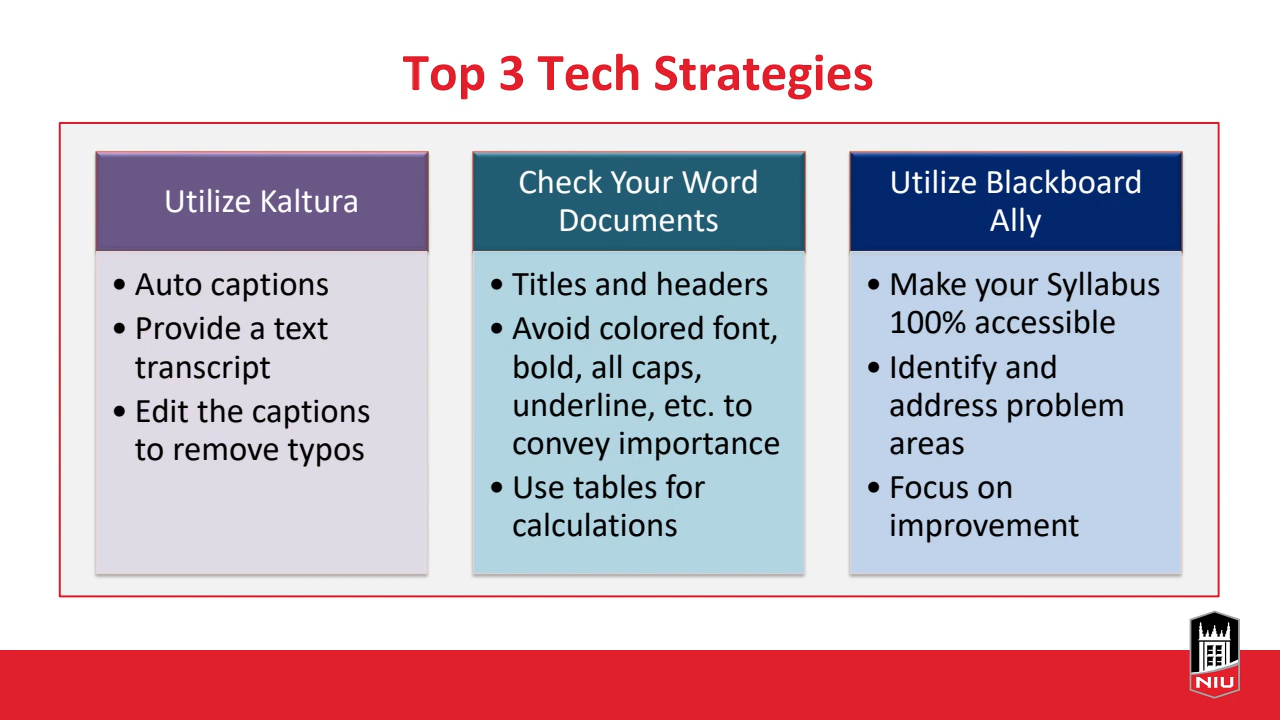 Top 3 Tech Strategies
Utilize Kaltura
• Auto captions
• Provide a text
transcript
• Edit the captions
to remove typos
Check Your Word
Documents
• Titles and headers
• Avoid colored font,
bold, all caps,
underline, etc. to
convey importance
• Use tables for
calculations
Utilize Blackboard
Ally
• Make your Syllabus
100% accessible
• Identify and
address problem
areas
• Focus on
improvement
NIU